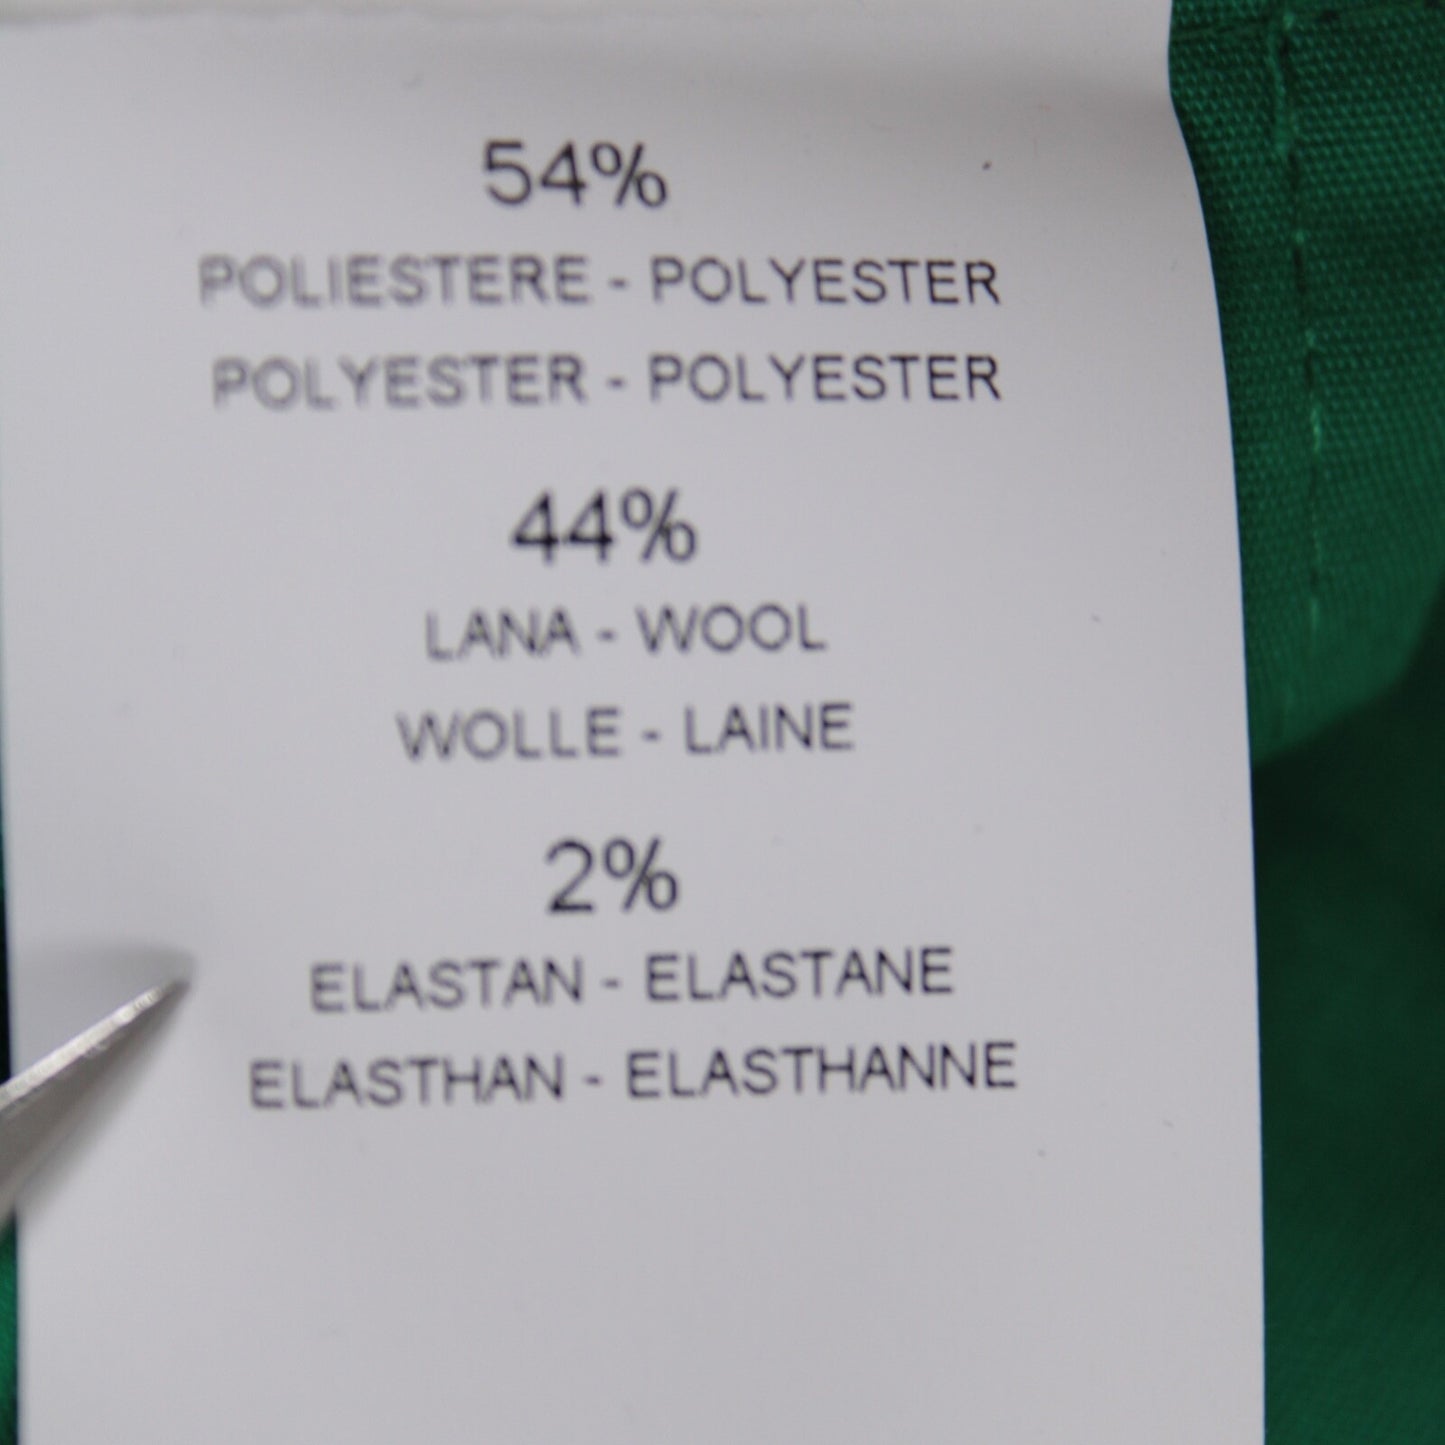 54%
POLIESTERE - POLYESTER
POLYESTER - POLYESTER
44%
LANA - WOOL
WOLLE - LAINE
2%
ELASTAN - ELASTANE
ELASTHAN - ELASTHANNE